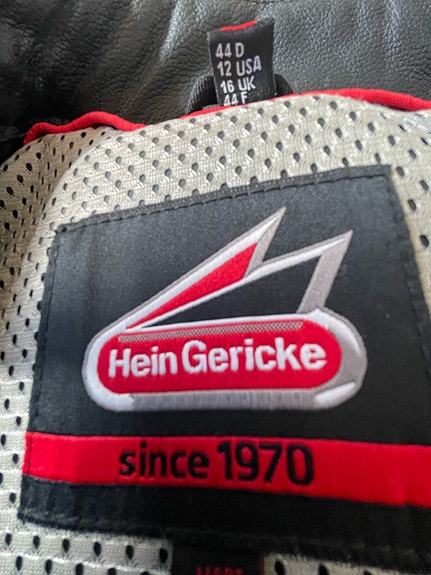 44 D
12 USA
16 UK
44 F
Hein Gericke
since 1970